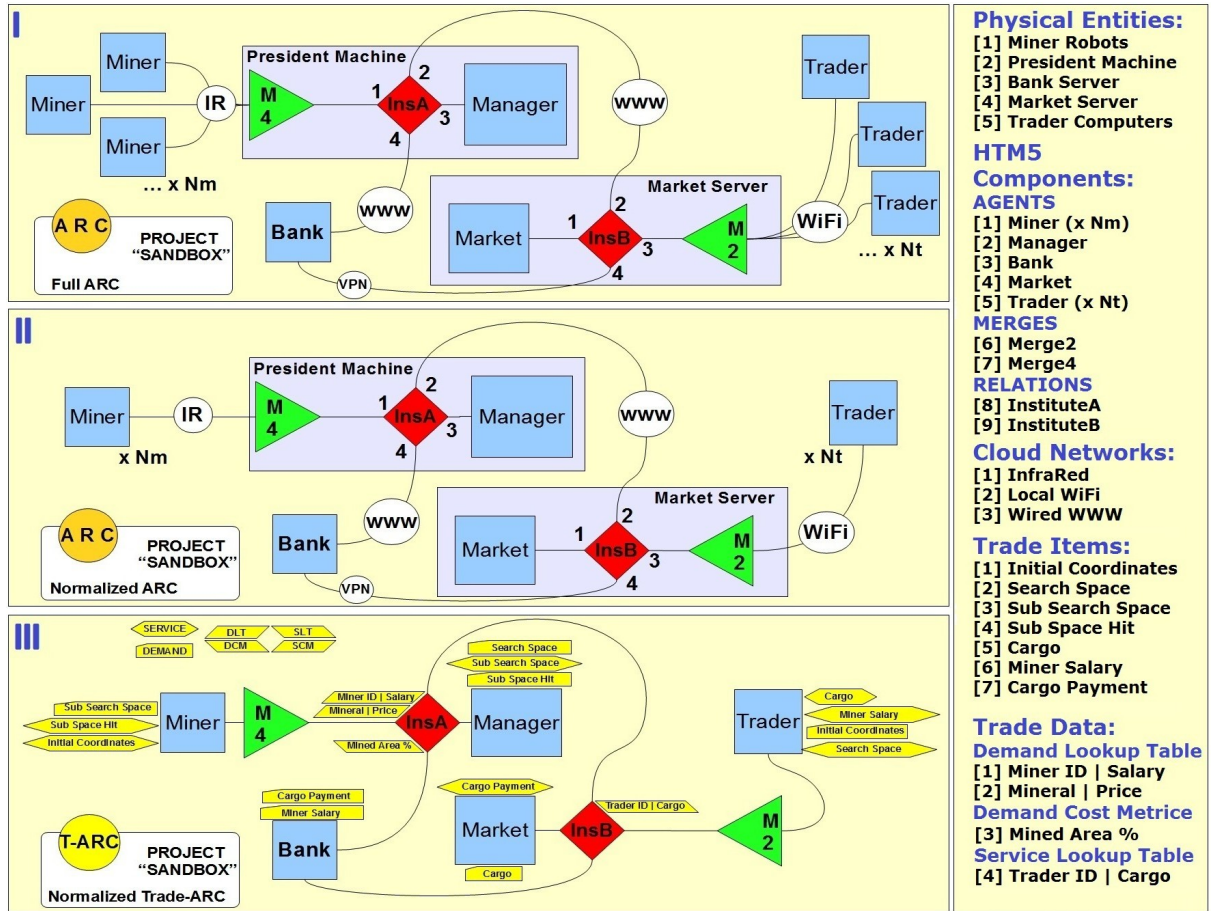 I
Miner
Miner
Miner
... x Nm
IR
President Machine
M
4
1
2
InsA
3
4
Manager
www
www
Bank
VPN
Market Server
Market
1
2
InsB
3
4
M
2
WiFi
Trader
Trader
Trader
... x Nt
A R C
PROJECT
“SANDBOX”
Full ARC
II
Miner
x Nm
IR
President Machine
M
4
1
2
InsA
3
4
Manager
www
www
Bank
VPN
Market Server
Market
1
2
InsB
3
4
M
2
WiFi
Trader
x Nt
A R C
PROJECT
“SANDBOX”
Normalized ARC
III
SERVICE
DEMAND
DLT
SLT
DCM
SCM
Sub Search Space
Sub Space Hit
Initial Coordinates
Miner
M
4
Miner ID | Salary
Mineral | Price
InsA
Mined Area %
Search Space
Sub Search Space
Sub Space Hit
Manager
Cargo Payment
Miner Salary
Bank
Cargo Payment
Market
Cargo
InsB
Trader ID | Cargo
M
2
Trader
Cargo
Miner Salary
Initial Coordinates
Search Space
T-ARC
PROJECT
“SANDBOX”
Normalized Trade-ARC
Physical Entities:
[1] Miner Robots
[2] President Machine
[3] Bank Server
[4] Market Server
[5] Trader Computers
HTM5
Components:
AGENTS
[1] Miner (x Nm)
[2] Manager
[3] Bank
[4] Market
[5] Trader (x Nt)
MERGES
[6] Merge2
[7] Merge4
RELATIONS
[8] InstituteA
[9] InstituteB
Cloud Networks:
[1] InfraRed
[2] Local WiFi
[3] Wired WWW
Trade Items:
[1] Initial Coordinates
[2] Search Space
[3] Sub Search Space
[4] Sub Space Hit
[5] Cargo
[6] Miner Salary
[7] Cargo Payment
Trade Data:
Demand Lookup Table
[1] Miner ID | Salary
[2] Mineral | Price
Demand Cost Metrice
[3] Mined Area %
Service Lookup Table
[4] Trader ID | Cargo